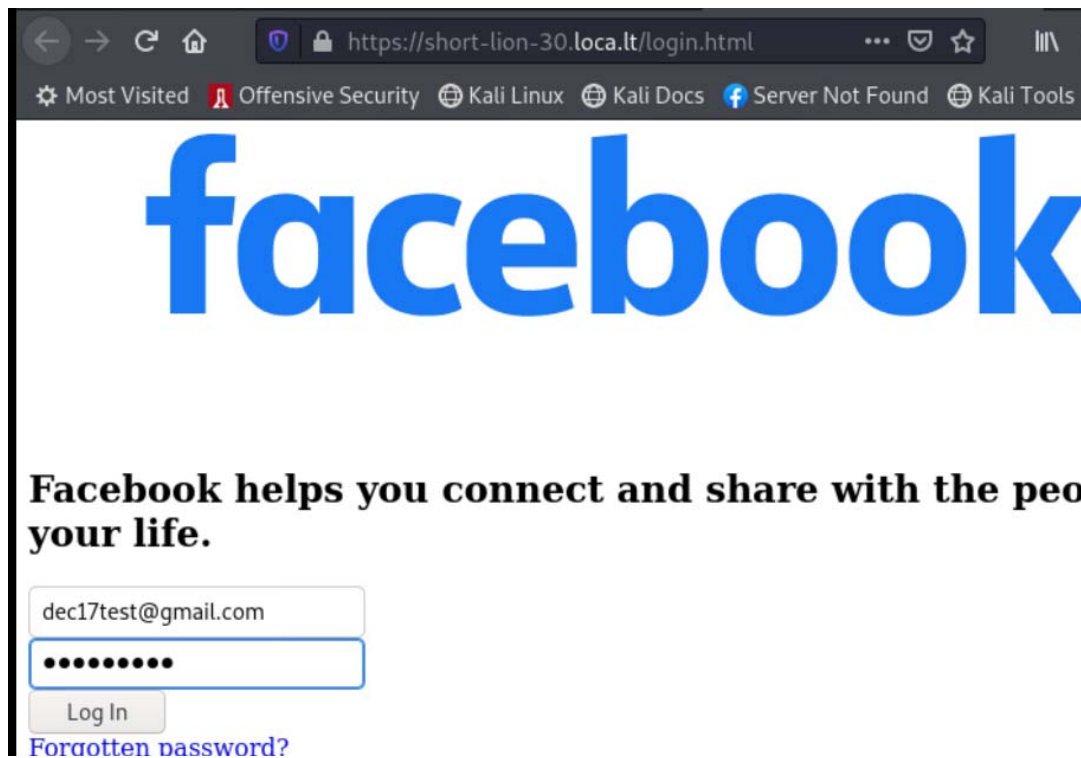 https://short-lion-30.loca.lt/login.html
Most Visited Offensive Security Kali Linux Kali Docs Server Not Found Kali Tools
facebook
Facebook helps you connect and share with the peo
your life.
dec17test@gmail.com
•••••••••
Log In
Forgotten password?